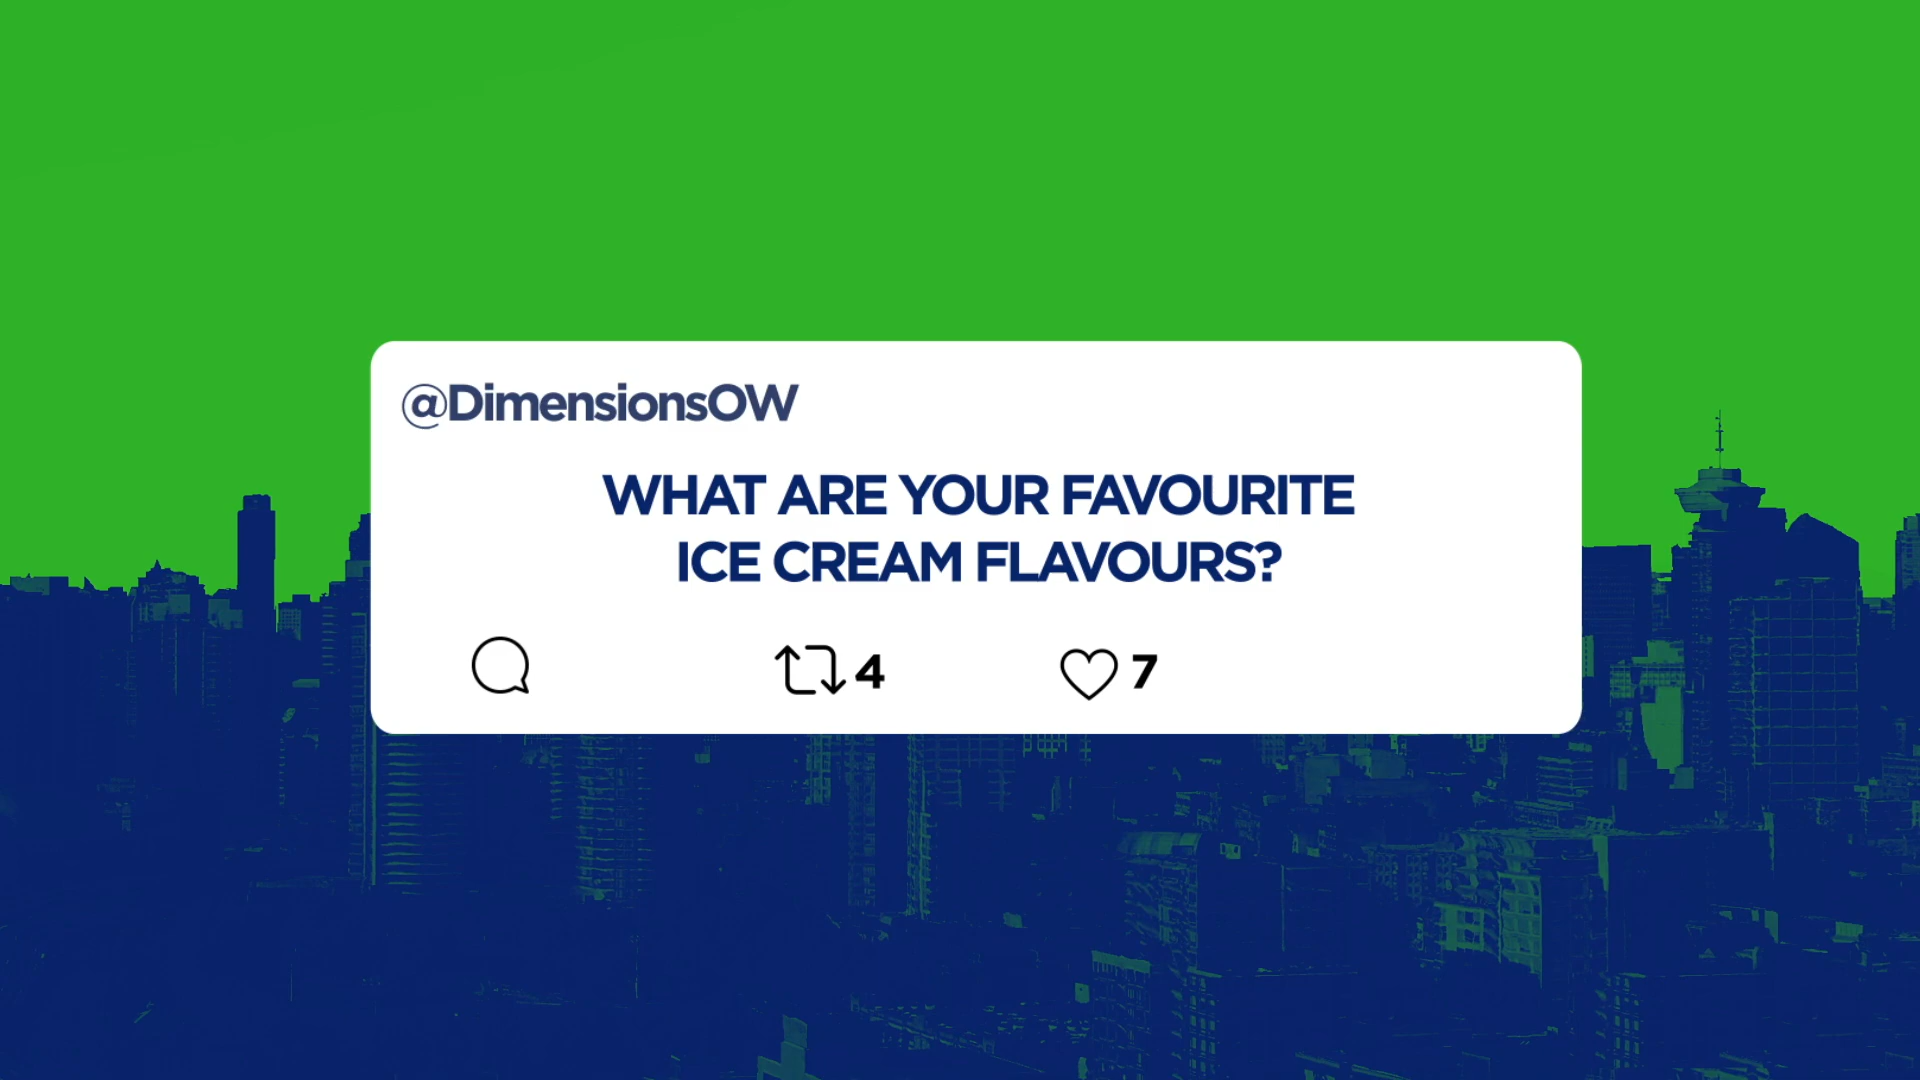 @DimensionsOW
WHAT ARE YOUR FAVOURITE
ICE CREAM FLAVOURS?
4
7